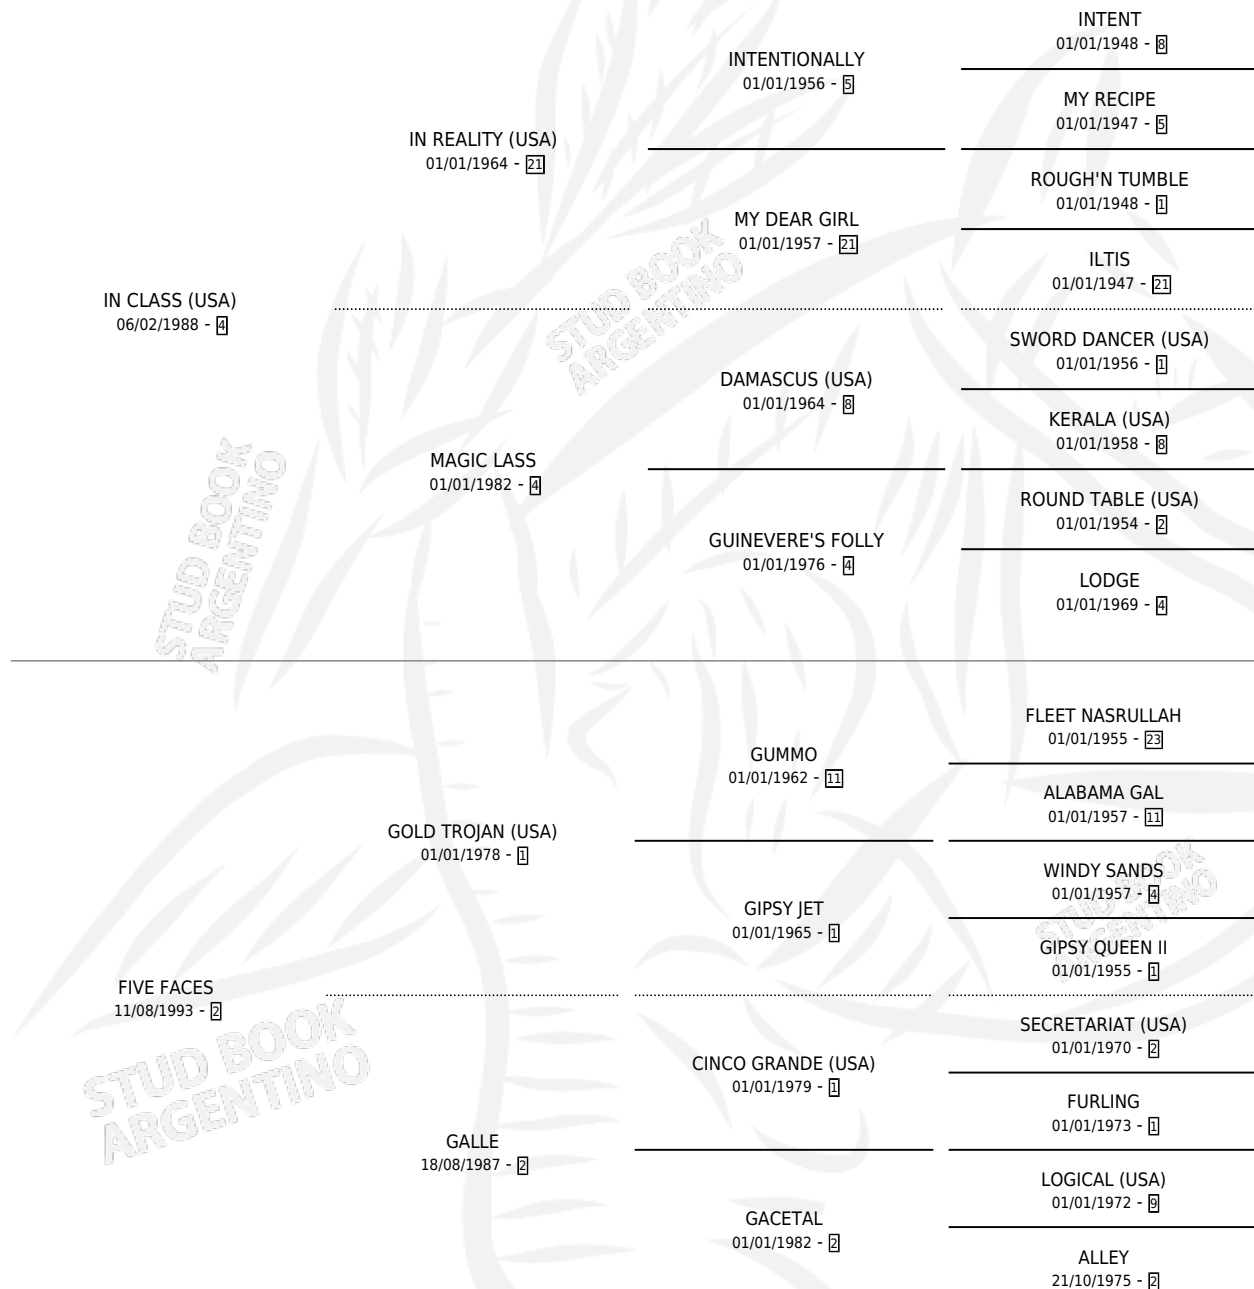 INTENT
01/01/1948 - 8
INTENTIONALLY
01/01/1956 - 5
MY RECIPE
01/01/1947 - 5
IN REALITY (USA)
01/01/1964 - 21
ROUGH'N TUMBLE
01/01/1948 - 1
MY DEAR GIRL
01/01/1957 - 21
ILTIS
01/01/1947 - 21
IN CLASS (USA)
06/02/1988 - 4
SWORD DANCER (USA)
01/01/1956 - 1
DAMASCUS (USA)
01/01/1964 - 8
KERALA (USA)
01/01/1958 - 8
MAGIC LASS
01/01/1982 - 4
ROUND TABLE (USA)
01/01/1954 - 2
GUINEVERE'S FOLLY
01/01/1976 - 4
LODGE
01/01/1969 - 4
FLEET NASRULLAH
01/01/1955 - 23
GUMMO
01/01/1962 - 11
ALABAMA GAL
01/01/1957 - 11
GOLD TROJAN (USA)
01/01/1978 - 1
WINDY SANDS
01/01/1957 - 4
GIPSY JET
01/01/1965 - 1
GIPSY QUEEN II
01/01/1955 - 1
FIVE FACES
11/08/1993 - 2
SECRETARIAT (USA)
01/01/1970 - 2
CINCO GRANDE (USA)
01/01/1979 - 1
FURLING
01/01/1973 - 1
GALLE
18/08/1987 - 2
LOGICAL (USA)
01/01/1972 - 9
GACETAL
01/01/1982 - 2
ALLEY
21/10/1975 - 2
STUD BOOK
ARGENTINO
STUD BOOK
ARGENTINO
STUD BOOK
ARGENTINO
STUD BOOK
ARGENTINO